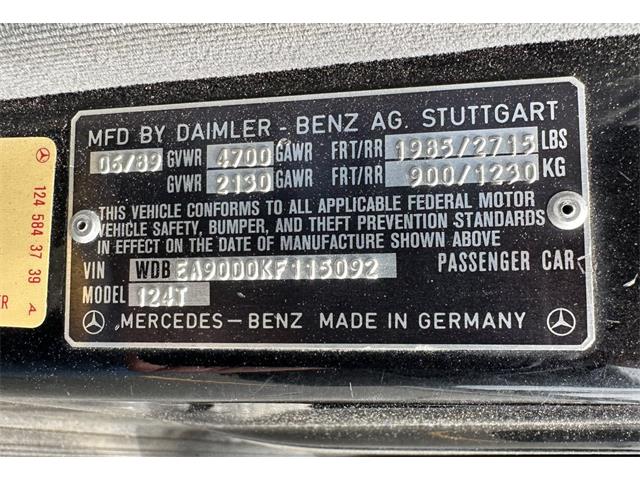 MFD BY DAIMLER - BENZ AG. STUTTGART
06/89 GVWR 4700 GAWR FRT/RR 1985/2715 LBS
GVWR 2130 GAWR FRT/RR 900/1230 KG
THIS VEHICLE CONFORMS TO ALL APPLICABLE FEDERAL MOTOR
VEHICLE SAFETY, BUMPER, AND THEFT PREVENTION STANDARDS
IN EFFECT ON THE DATE OF MANUFACTURE SHOWN ABOVE
VIN WDBEA90D0KF115092 PASSENGER CAR
MODEL 124T
MERCEDES-BENZ MADE IN GERMANY
124 584 37 39
A